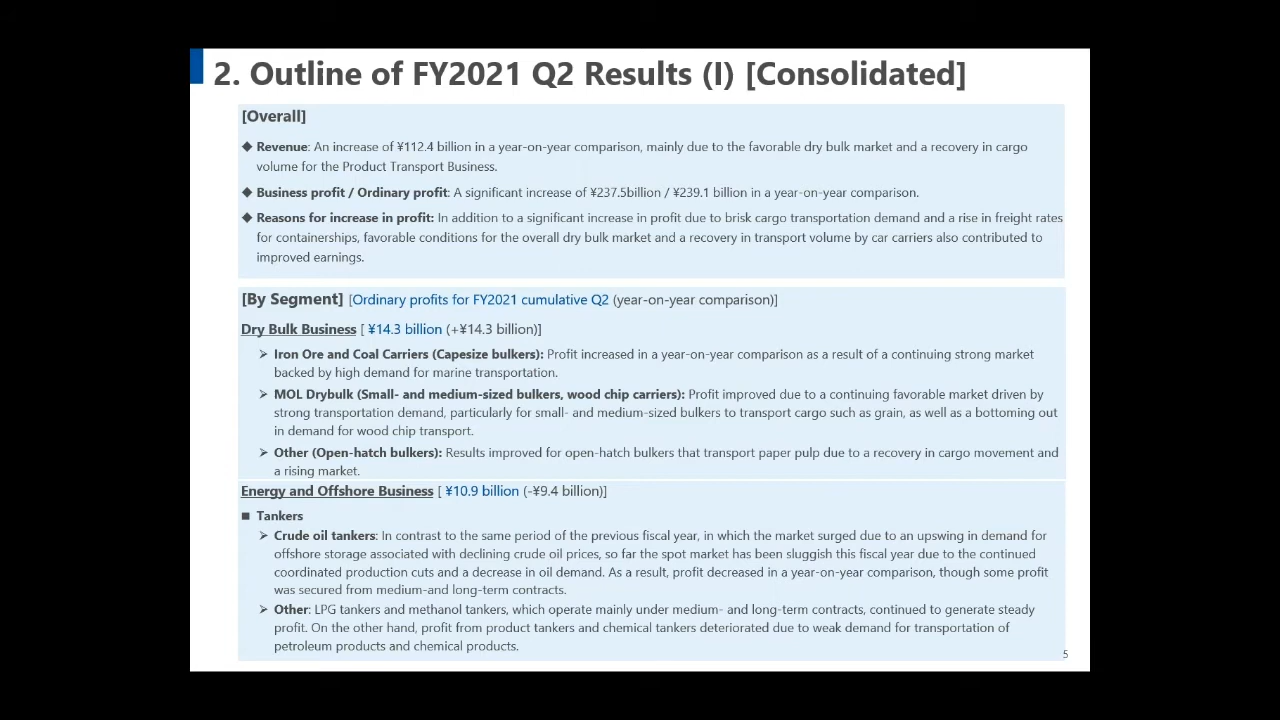 2. Outline of FY2021 Q2 Results (I) [Consolidated]
[Overall]
◆ Revenue: An increase of ¥112.4 billion in a year-on-year comparison, mainly due to the favorable dry bulk market and a recovery in cargo
volume for the Product Transport Business.
◆ Business profit / Ordinary profit: A significant increase of ¥237.5billion / ¥239.1 billion in a year-on-year comparison.
◆ Reasons for increase in profit: In addition to a significant increase in profit due to brisk cargo transportation demand and a rise in freight rates
for containerships, favorable conditions for the overall dry bulk market and a recovery in transport volume by car carriers also contributed to
improved earnings.
[By Segment] [Ordinary profits for FY2021 cumulative Q2 (year-on-year comparison)]
Dry Bulk Business [ ¥14.3 billion (+¥14.3 billion)]
➢ Iron Ore and Coal Carriers (Capesize bulkers): Profit increased in a year-on-year comparison as a result of a continuing strong market
backed by high demand for marine transportation.
➢ MOL Drybulk (Small- and medium-sized bulkers, wood chip carriers): Profit improved due to a continuing favorable market driven by
strong transportation demand, particularly for small- and medium-sized bulkers to transport cargo such as grain, as well as a bottoming out
in demand for wood chip transport.
➢ Other (Open-hatch bulkers): Results improved for open-hatch bulkers that transport paper pulp due to a recovery in cargo movement and
a rising market.
Energy and Offshore Business [ ¥10.9 billion (-¥9.4 billion)]
■ Tankers
➢ Crude oil tankers: In contrast to the same period of the previous fiscal year, in which the market surged due to an upswing in demand for
offshore storage associated with declining crude oil prices, so far the spot market has been sluggish this fiscal year due to the continued
coordinated production cuts and a decrease in oil demand. As a result, profit decreased in a year-on-year comparison, though some profit
was secured from medium-and long-term contracts.
➢ Other: LPG tankers and methanol tankers, which operate mainly under medium- and long-term contracts, continued to generate steady
profit. On the other hand, profit from product tankers and chemical tankers deteriorated due to weak demand for transportation of
petroleum products and chemical products.
5